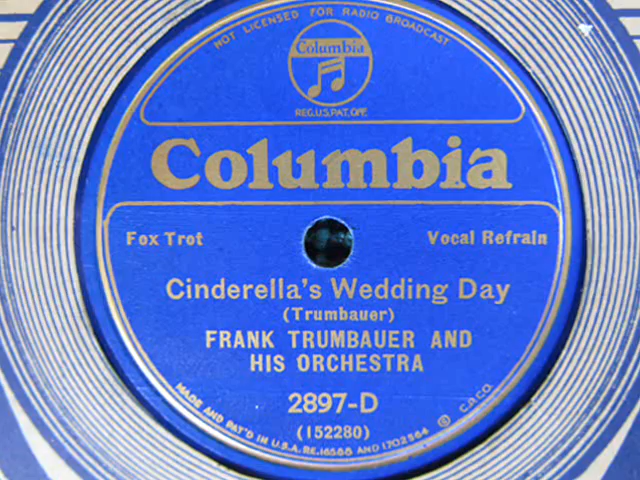 NOT LICENSED FOR RADIO BROADCAST
Columbia
REG.U.S.PAT.OFF.
Columbia
Fox Trot
Vocal Refrain
Cinderella's Wedding Day
(Trumbauer)
FRANK TRUMBAUER AND
HIS ORCHESTRA
2897-D
(152280)
MADE AND PAT'D IN U.S.A. RE.16588 AND 1702564 © C.P.CO.